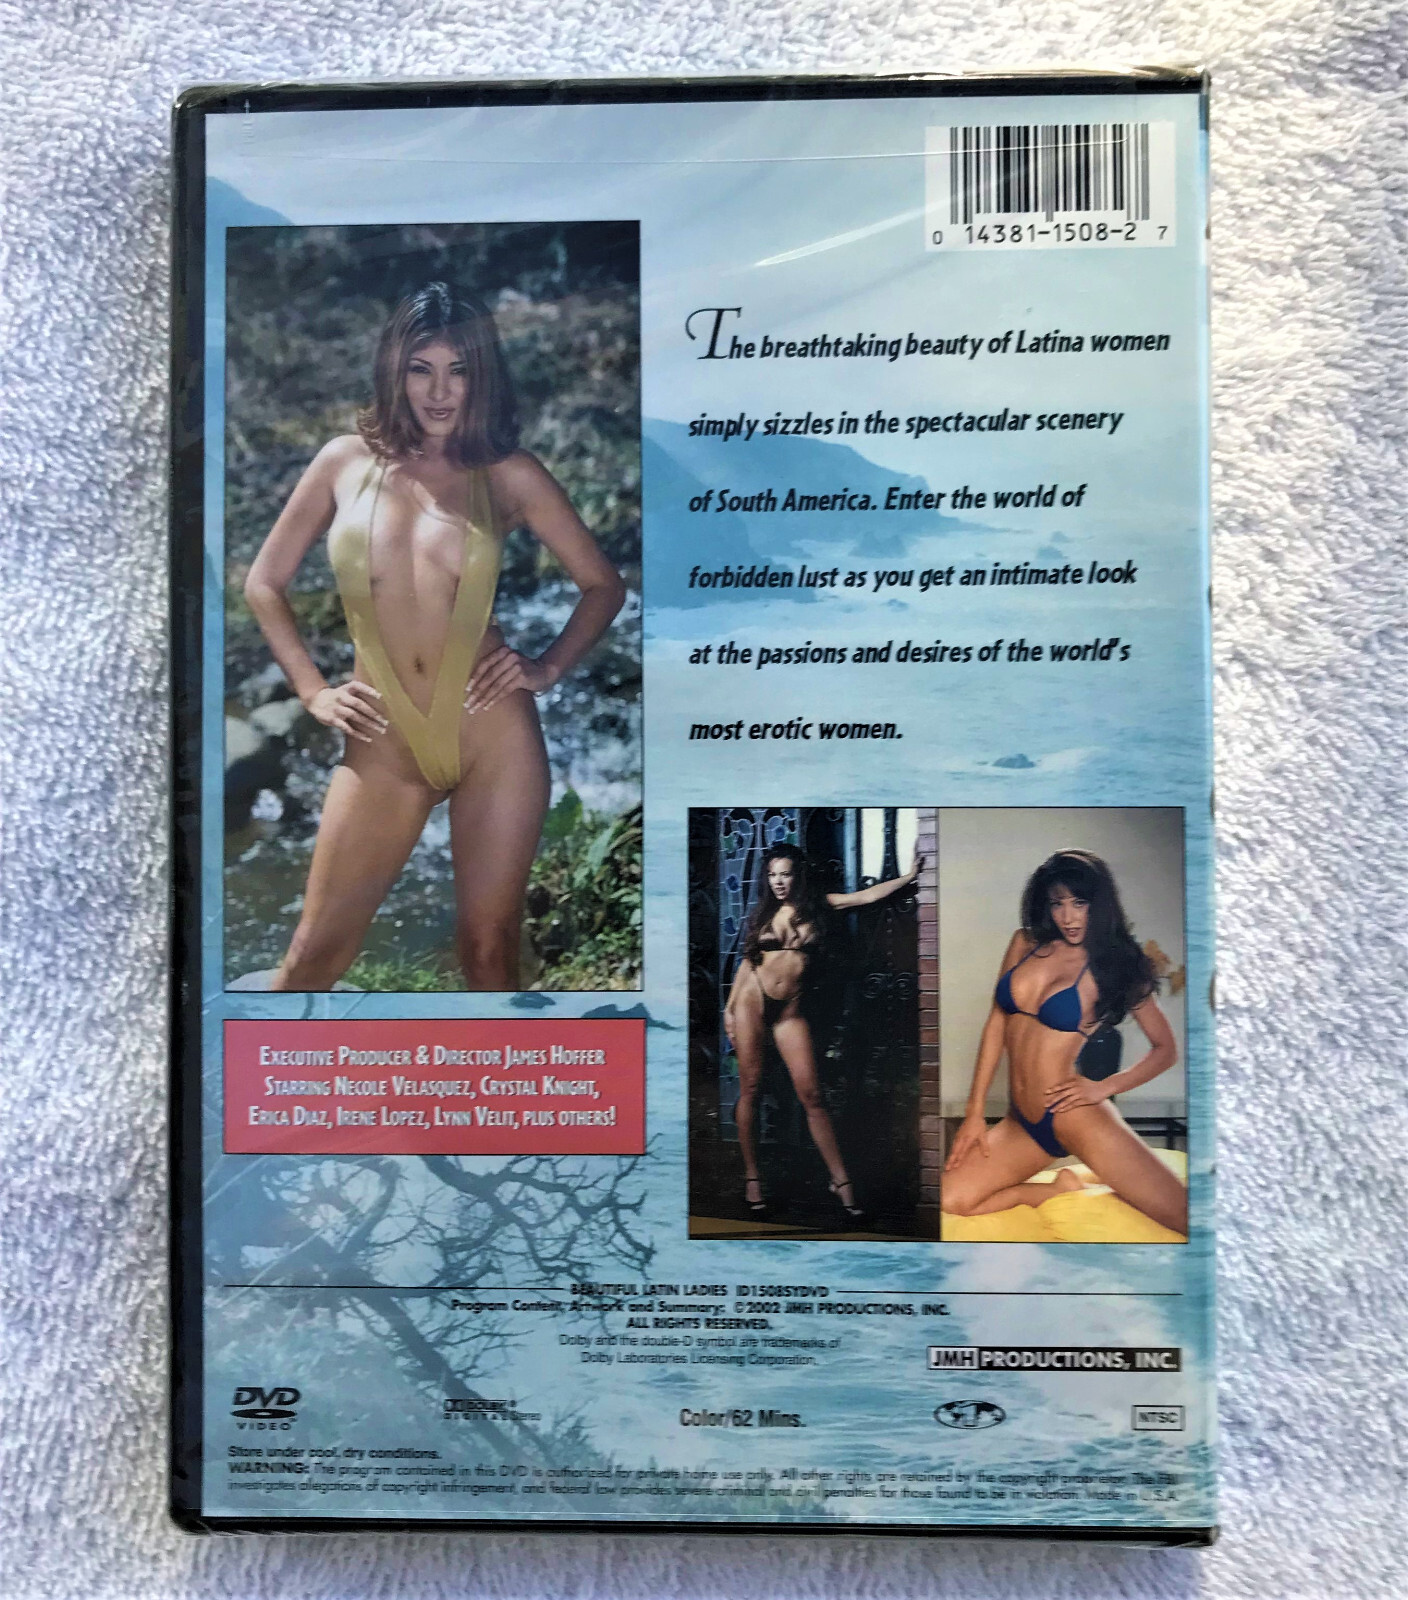 0 14381-1508-2 7
The breathtaking beauty of Latina women
simply sizzles in the spectacular scenery
of South America. Enter the world of
forbidden lust as you get an intimate look
at the passions and desires of the world's
most erotic women.
EXECUTIVE PRODUCER & DIRECTOR JAMES HOFFER
STARRING NECOLE VELASQUEZ, CRYSTAL KNIGHT,
ERICA DIAZ, IRENE LOPEZ, LYNN VELIT, PLUS OTHERS!
BEAUTIFUL LATIN LADIES ID1508SYDVD
Program Content, Artwork and Summary: ©2002 JMH PRODUCTIONS, INC.
ALL RIGHTS RESERVED.
Dolby and the double-D symbol are trademarks of
Dolby Laboratories Licensing Corporation.
JMH PRODUCTIONS, INC.
DVD
VIDEO
DOLBY
DIGITAL Stereo
Color/62 Mins.
NTSC
Store under cool, dry conditions.
WARNING: The program contained in this DVD is authorized for private home use only. All other rights are retained by the copyright proprietor. The FBI
investigates allegations of copyright infringement, and federal law provides severe criminal and civil penalties for those found to be in violation. Made in U.S.A.